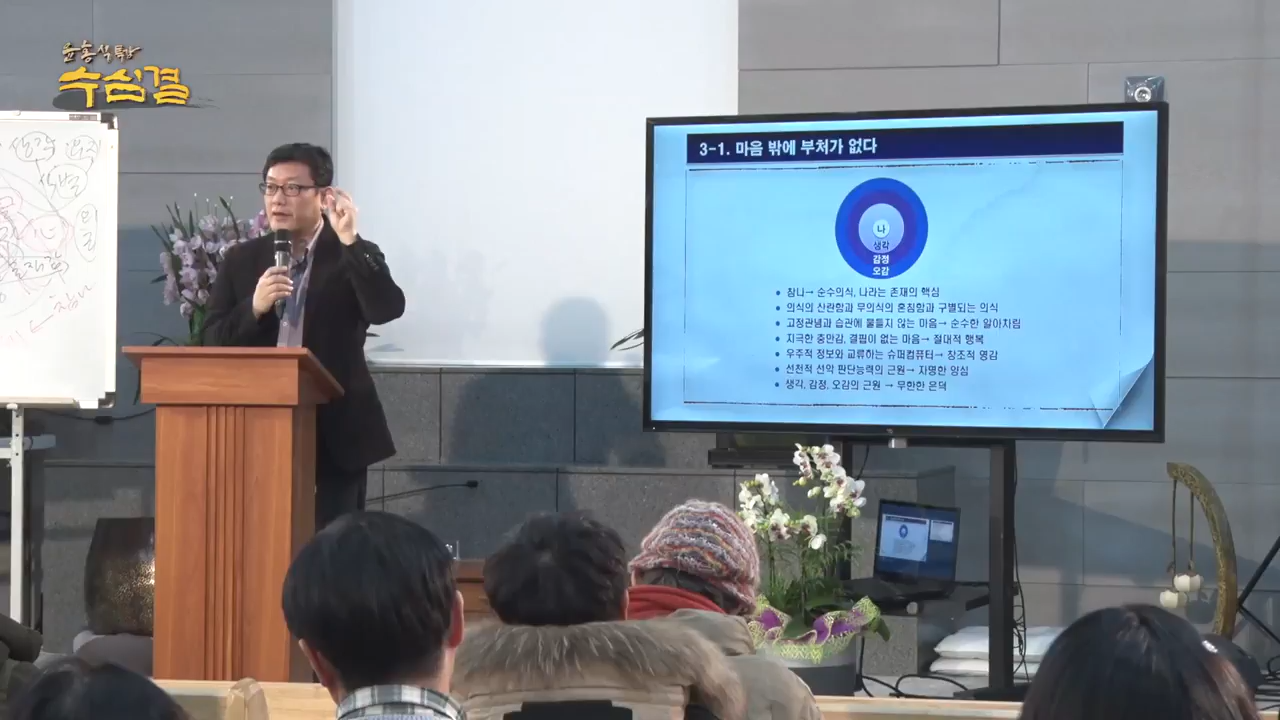 윤홍식 특강
수심결
생각
식별
3-1. 마음 밖에 부처가 없다
나
생각
감정
오감
• 참나→ 순수의식, 나라는 존재의 핵심
• 의식의 산란함과 무의식의 혼침함과 구별되는 의식
• 고정관념과 습관에 물들지 않는 마음→ 순수한 알아차림
• 지극한 충만감, 결핍이 없는 마음→ 절대적 행복
• 우주적 정보와 교류하는 슈퍼컴퓨터→ 창조적 영감
• 선천적 선악 판단능력의 근원→ 자명한 양심
• 생각, 감정, 오감의 근원 → 무한한 은덕